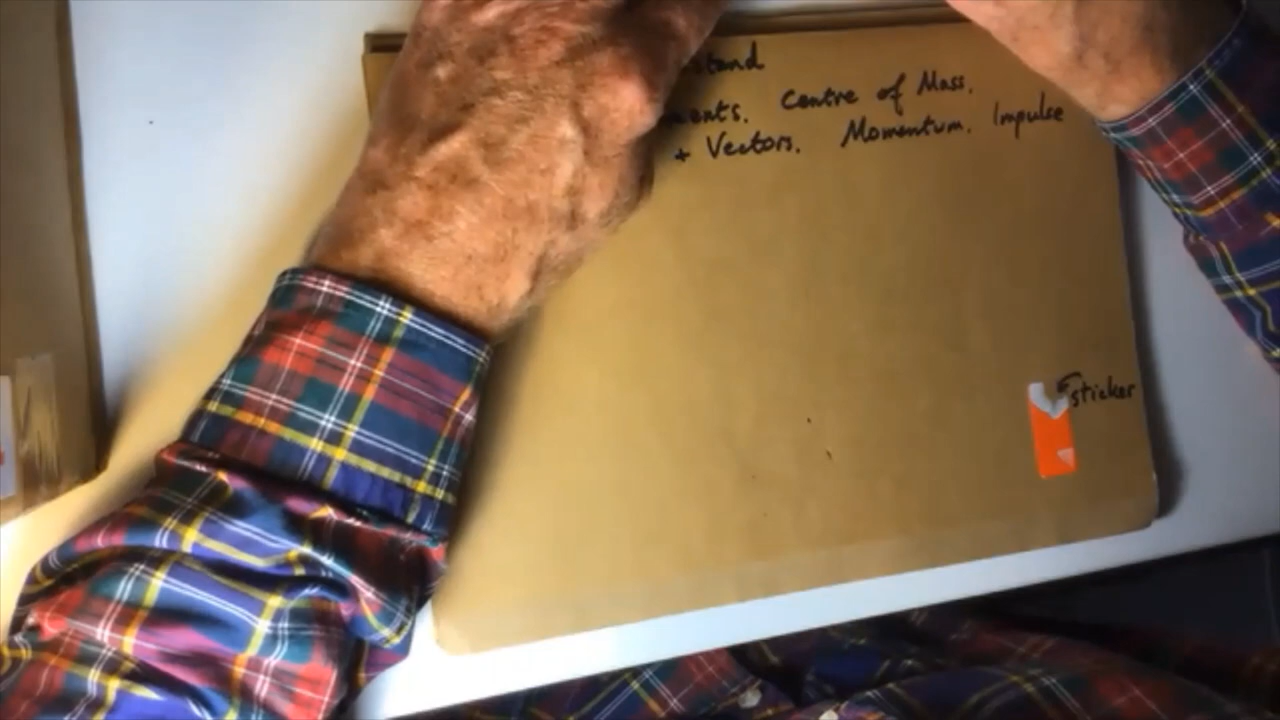 Centre of Mass.
+ Vectors. Momentum. Impulse
sticker